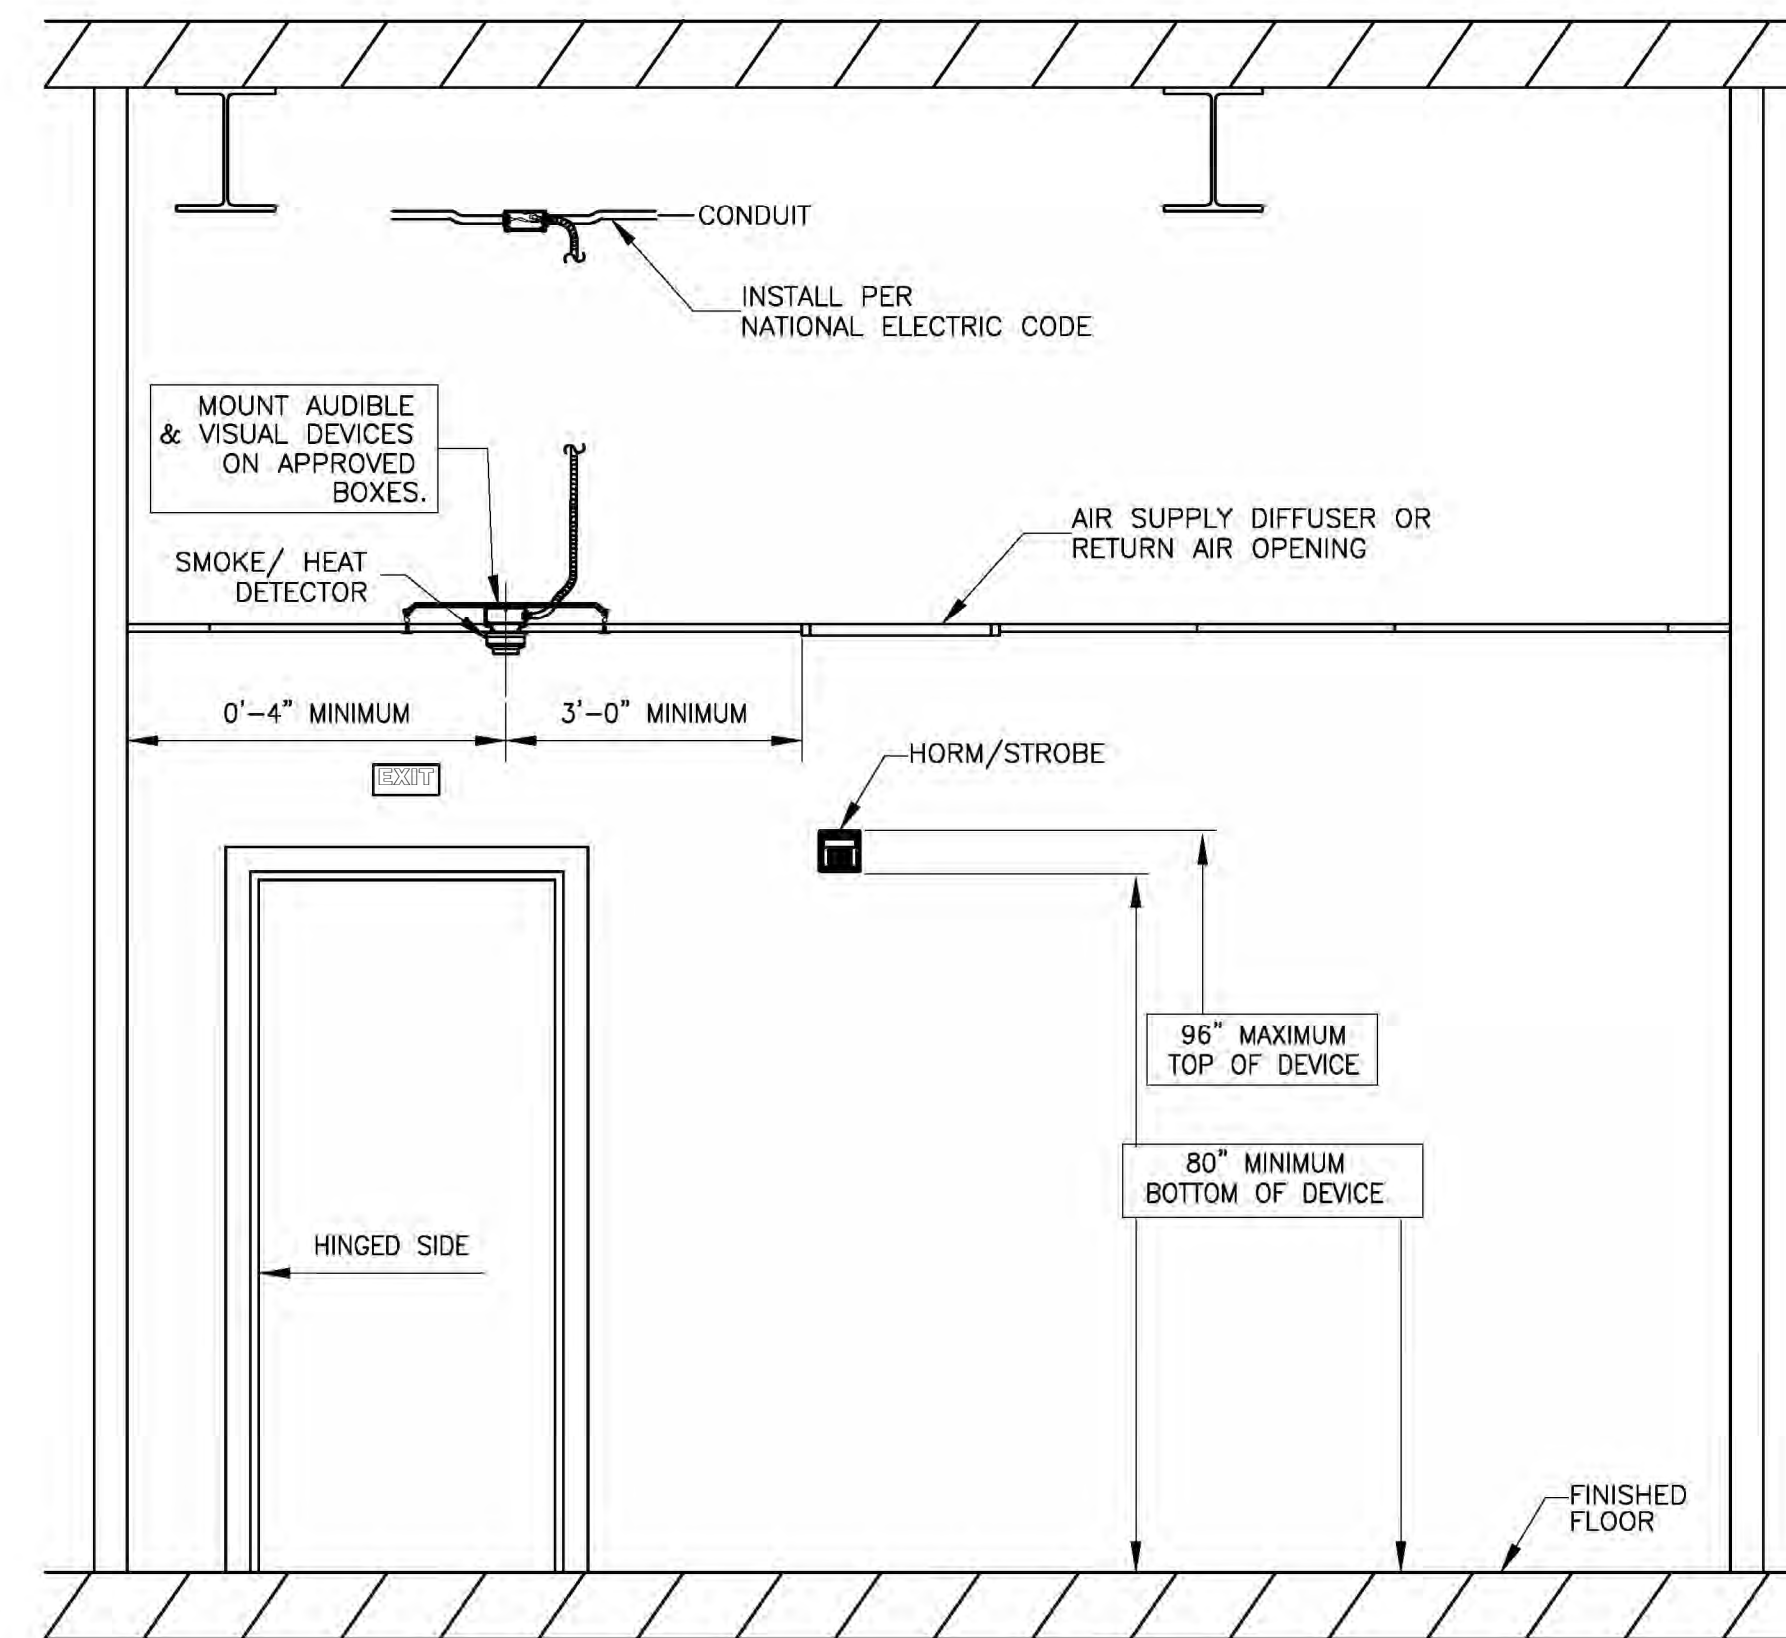 CONDUIT
INSTALL PER
NATIONAL ELECTRIC CODE
MOUNT AUDIBLE
& VISUAL DEVICES
ON APPROVED
BOXES.
SMOKE/ HEAT
DETECTOR
AIR SUPPLY DIFFUSER OR
RETURN AIR OPENING
0'-4" MINIMUM
3'-0" MINIMUM
EXIT
HORM/STROBE
96" MAXIMUM
TOP OF DEVICE
80" MINIMUM
BOTTOM OF DEVICE
HINGED SIDE
FINISHED
FLOOR